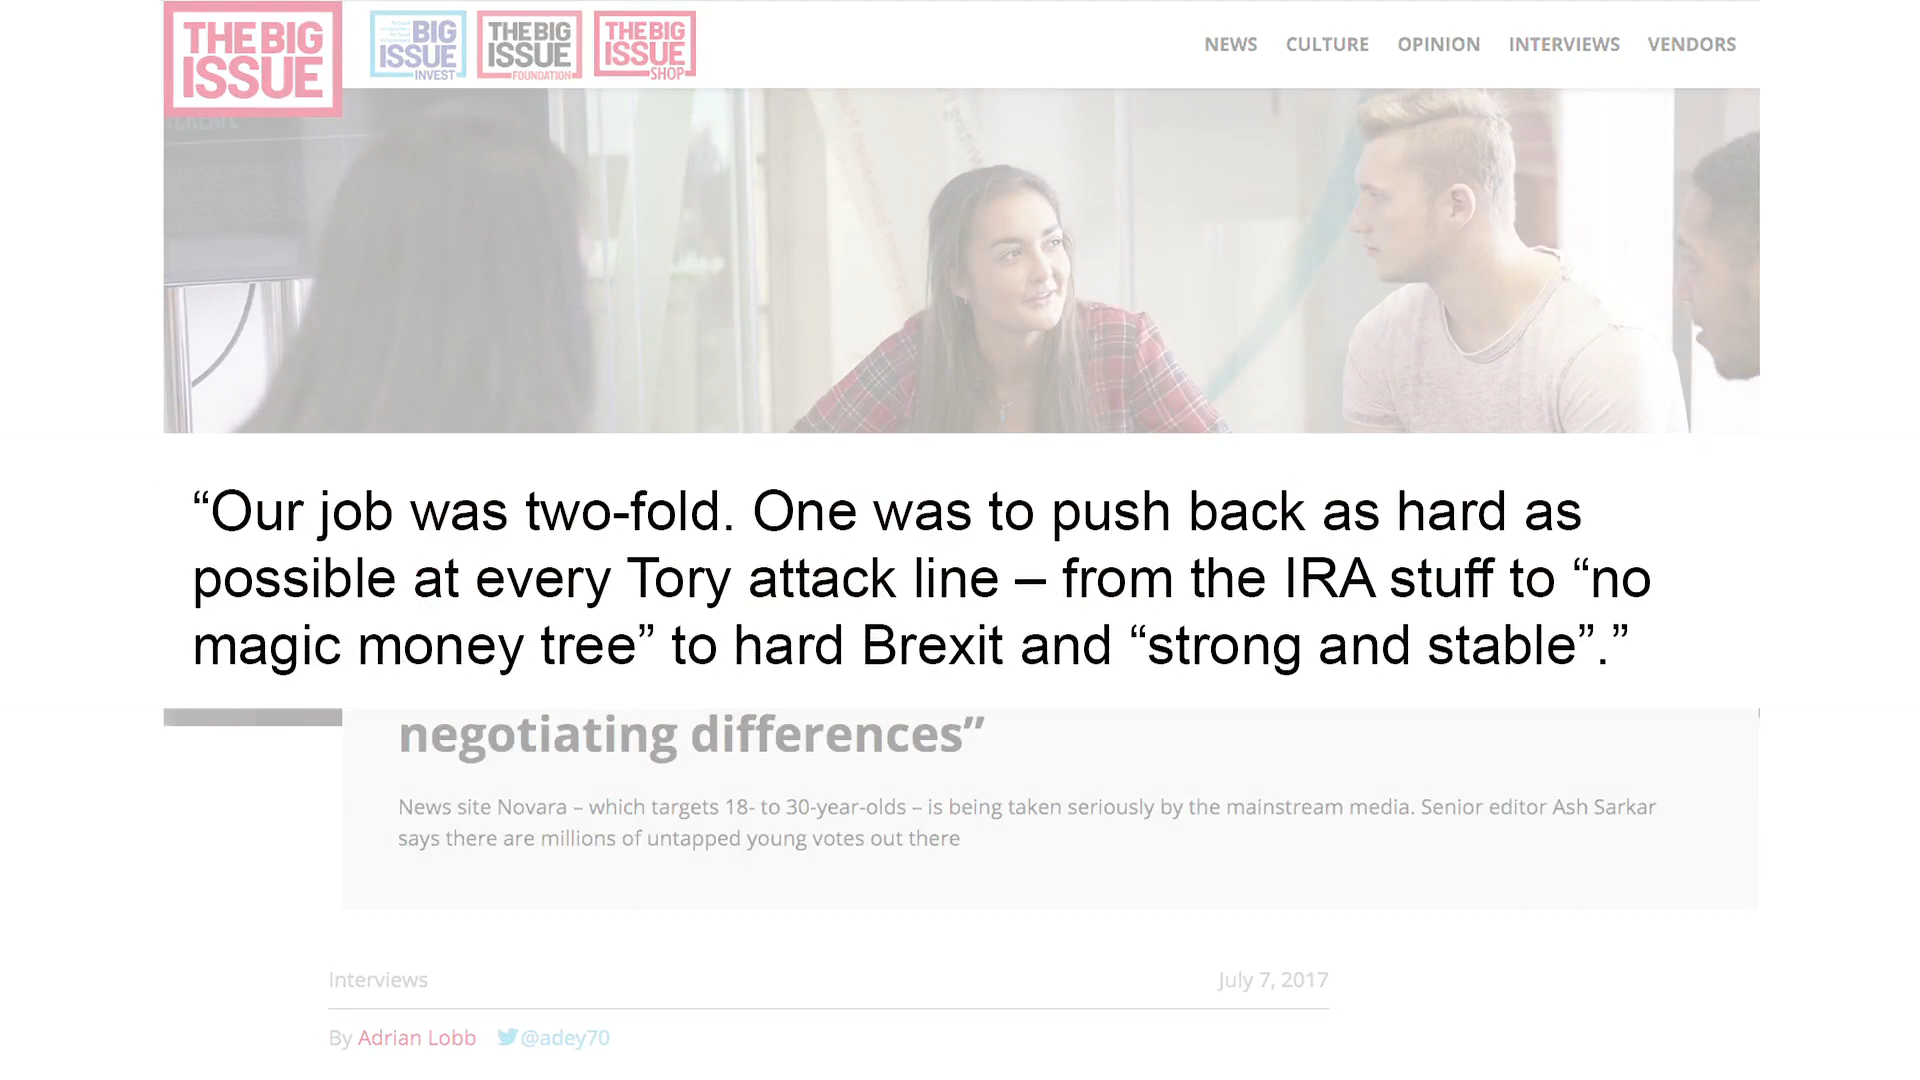 THE BIG
ISSUE
BIG
ISSUE
INVEST
THE BIG
ISSUE
FOUNDATION
THE BIG
ISSUE
SHOP
NEWS CULTURE OPINION INTERVIEWS VENDORS
CREATE
“Our job was two-fold. One was to push back as hard as
possible at every Tory attack line – from the IRA stuff to “no
magic money tree” to hard Brexit and “strong and stable”.”
negotiating differences”
News site Novara – which targets 18- to 30-year-olds – is being taken seriously by the mainstream media. Senior editor Ash Sarkar
says there are millions of untapped young votes out there
Interviews July 7, 2017
By Adrian Lobb @adey70